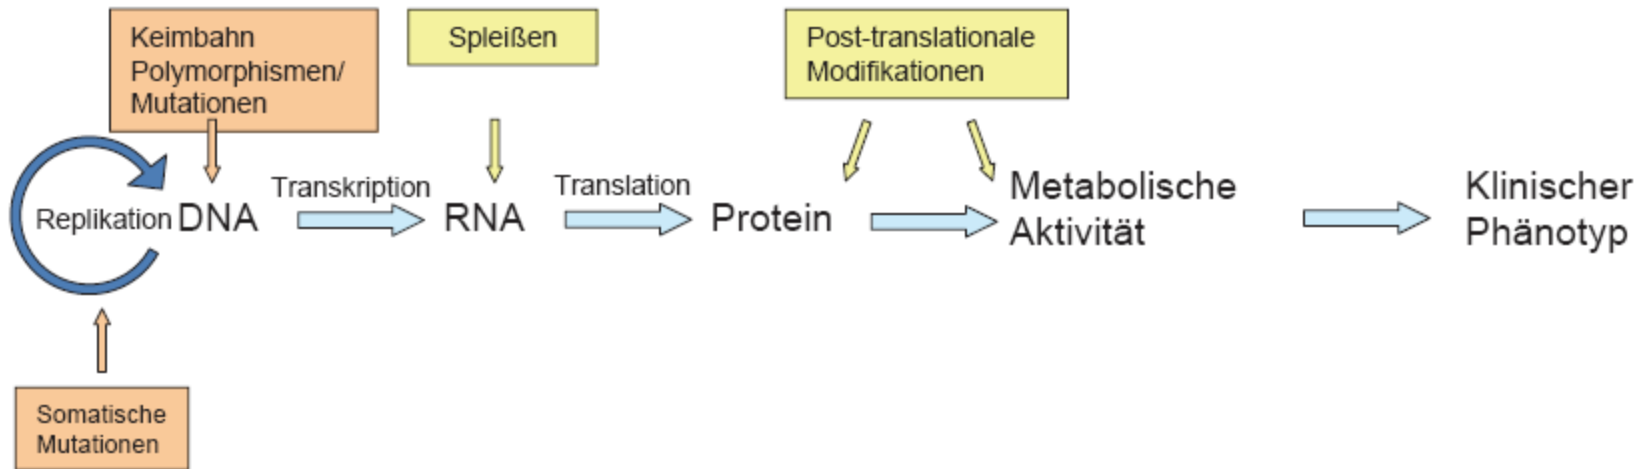 Keimbahn
Polymorphismen/
Mutationen
Spleißen
Post-translationale
Modifikationen
Replikation
DNA
Transkription
RNA
Translation
Protein
Metabolische
Aktivität
Klinischer
Phänotyp
Somatische
Mutationen